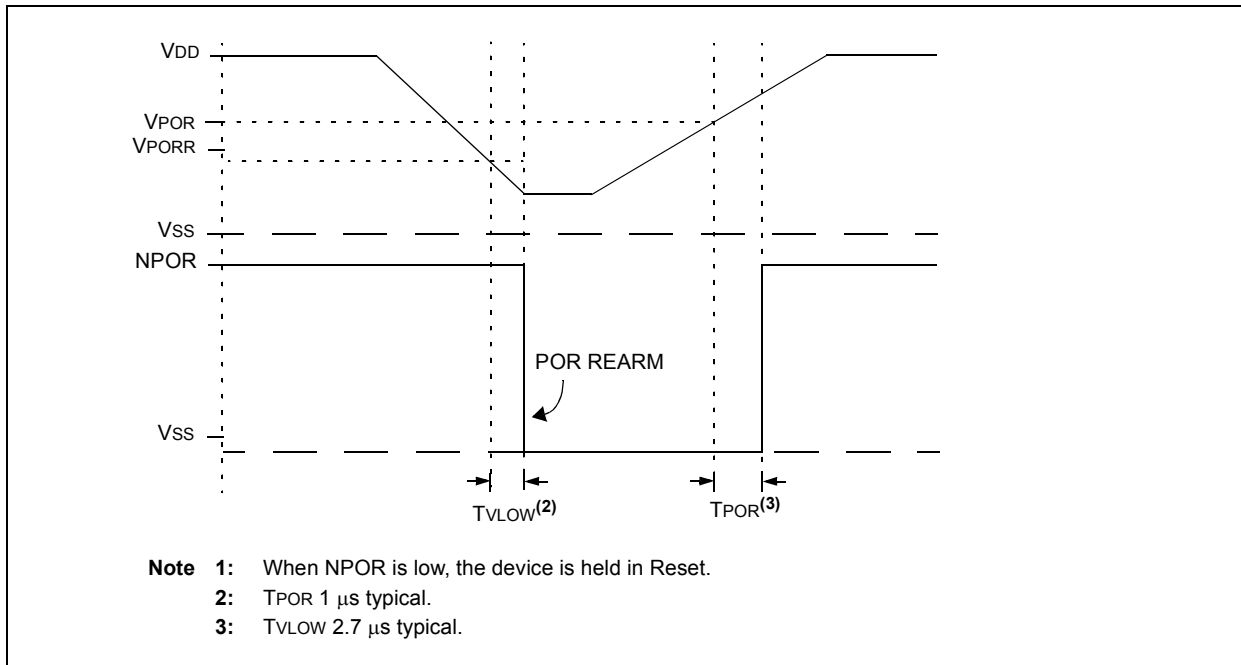 VDD
VPOR
VPORR
VSS
NPOR
POR REARM
VSS
TVLOW(2)
TPOR(3)
Note 1: When NPOR is low, the device is held in Reset.
2: TPOR 1 μs typical.
3: TVLOW 2.7 μs typical.